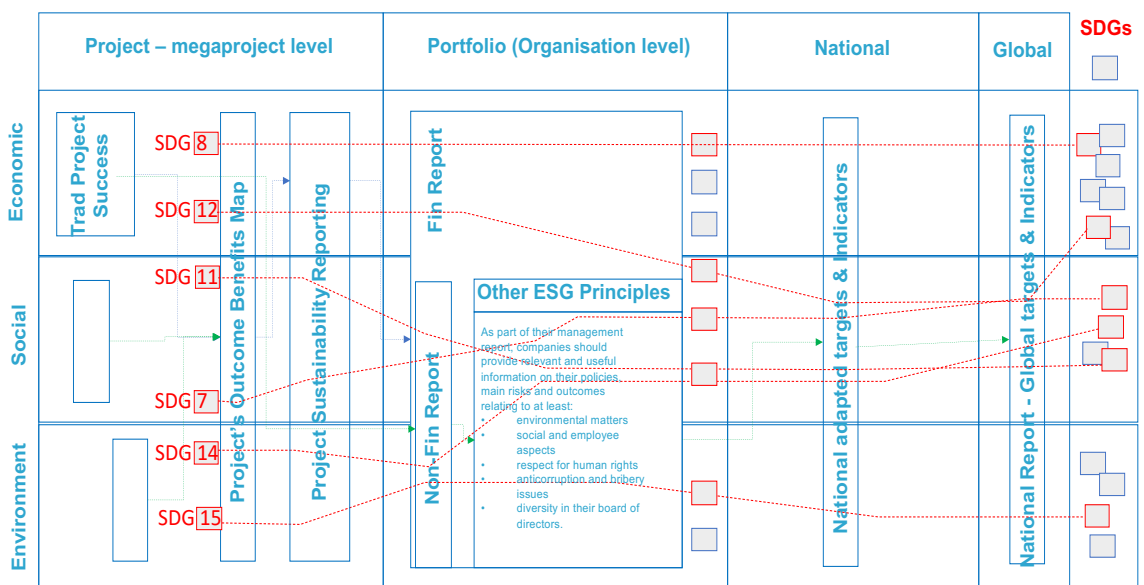 Project – megaproject level
Portfolio (Organisation level)
National
Global
SDGs
Economic
Social
Environment
Trad Project
Success
SDG 8
SDG 12
SDG 11
SDG 7
SDG 14
SDG 15
Project's Outcome Benefits Map
Project Sustainability Reporting
Fin Report
Non-Fin Report
Other ESG Principles
As part of their management
report, companies should
provide relevant and useful
information on their policies,
main risks and outcomes
relating to at least:
• environmental matters
• social and employee
aspects
• respect for human rights
• anticorruption and bribery
issues
• diversity in their board of
directors.
National adapted targets & Indicators
National Report - Global targets & Indicators